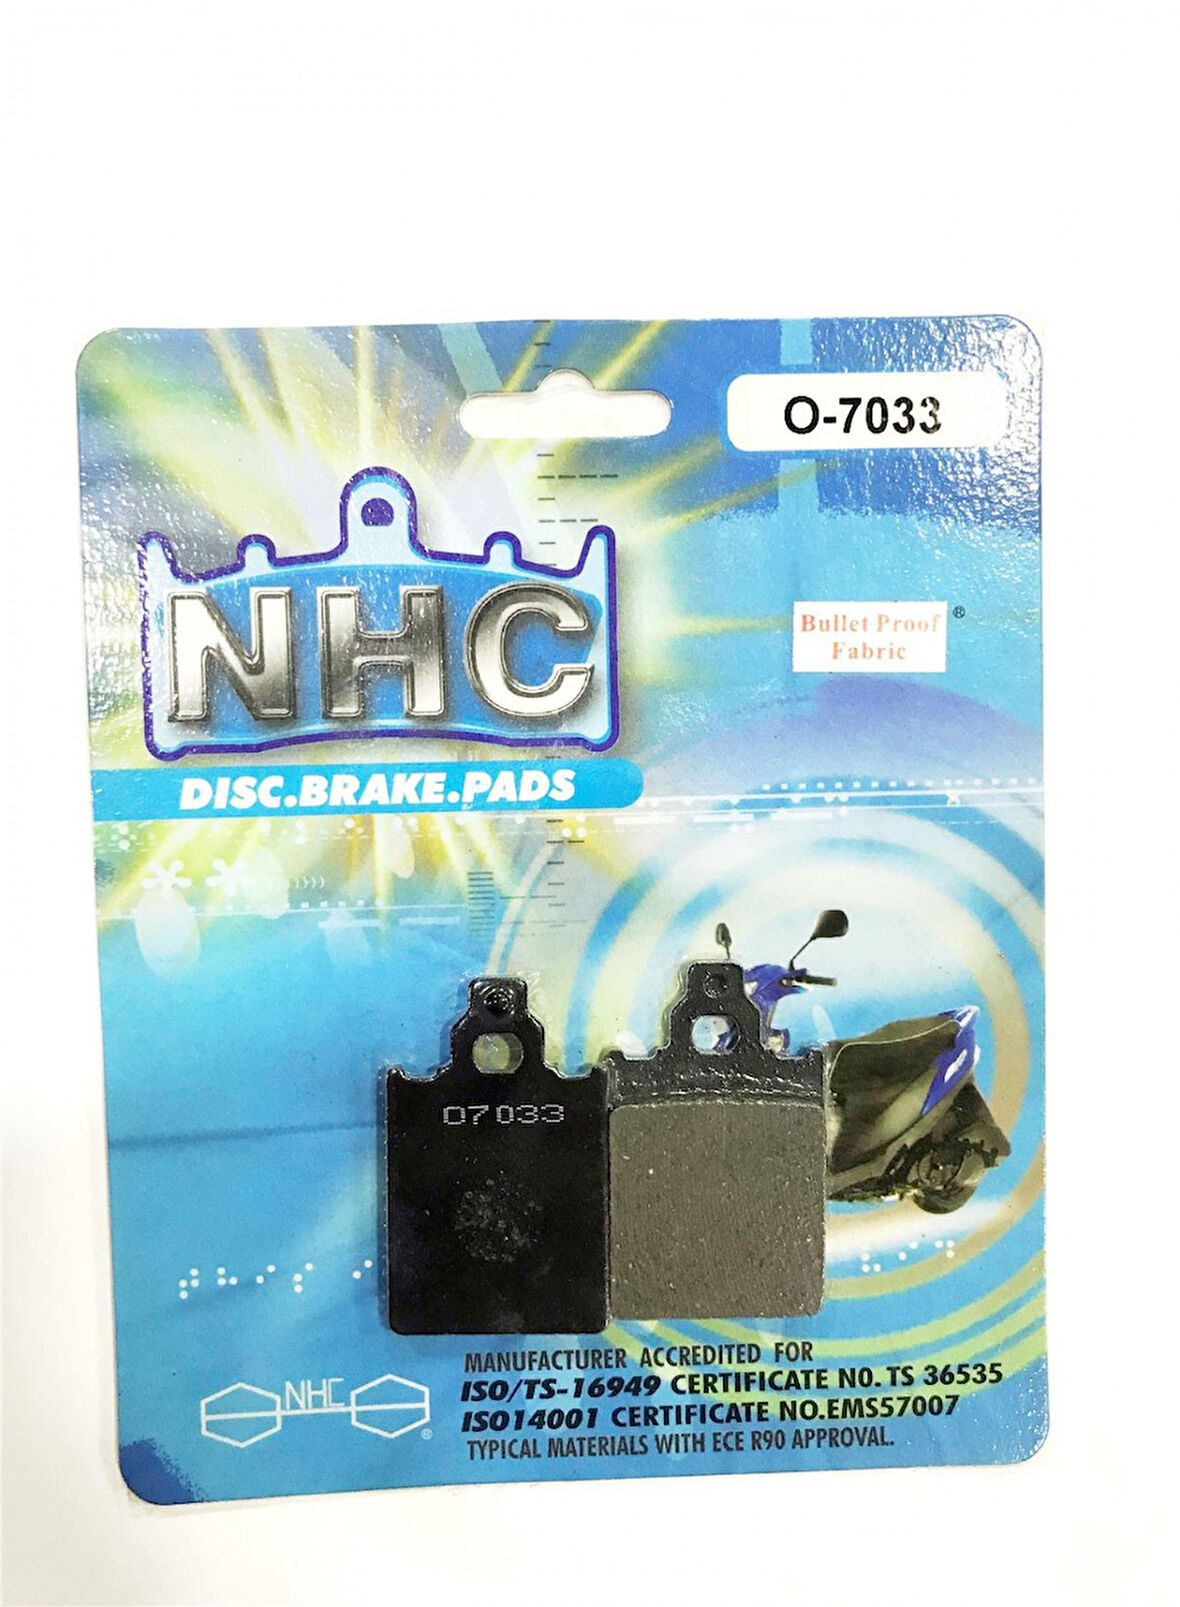 O-7033
NHC
Bullet Proof ®
Fabric
DISC.BRAKE.PADS
07033
MANUFACTURER ACCREDITED FOR
ISO/TS-16949 CERTIFICATE NO. TS 36535
ISO14001 CERTIFICATE NO.EMS57007
TYPICAL MATERIALS WITH ECE R90 APPROVAL.
NHC ®